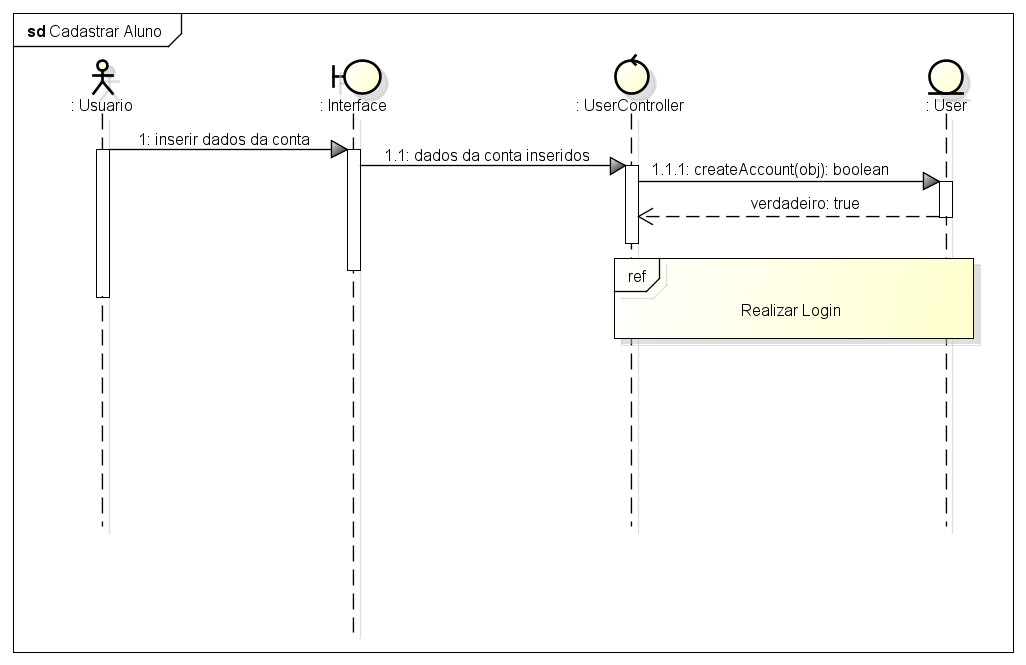 sd Cadastrar Aluno
: Usuario
: Interface
: UserController
: User
1: inserir dados da conta
1.1: dados da conta inseridos
1.1.1: createAccount(obj): boolean
verdadeiro: true
ref
Realizar Login